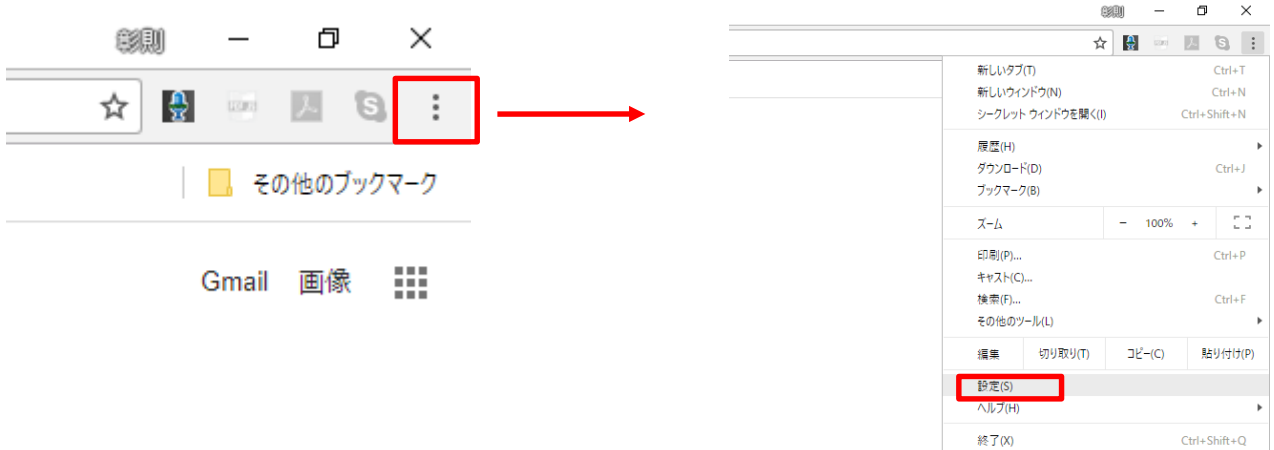 彰則
その他のブックマーク
Gmail 画像
彰則
新しいタブ(T) Ctrl+T
新しいウィンドウ(N) Ctrl+N
シークレット ウィンドウを開く(I) Ctrl+Shift+N
履歴(H)
ダウンロード(D) Ctrl+J
ブックマーク(B)
ズーム − 100% +
印刷(P)... Ctrl+P
キャスト(C)...
検索(F)... Ctrl+F
その他のツール(L)
編集 切り取り(T) コピー(C) 貼り付け(P)
設定(S)
ヘルプ(H)
終了(X) Ctrl+Shift+Q